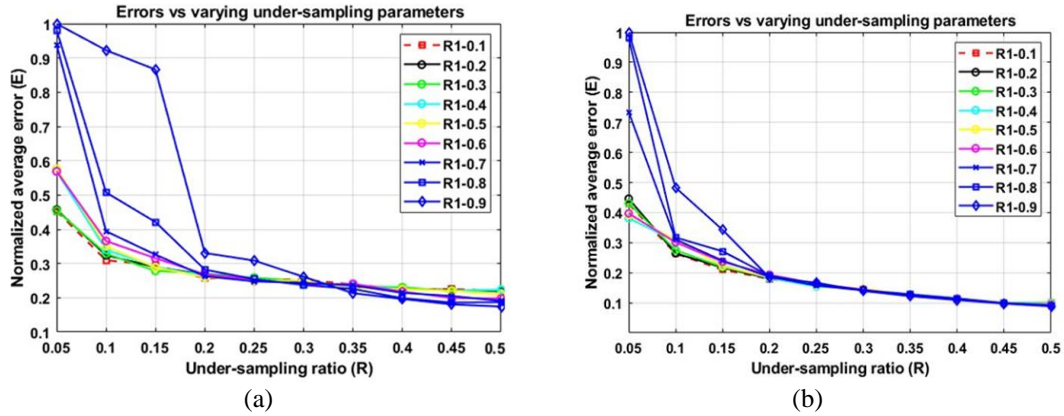 Errors vs varying under-sampling parameters
Normalized average error (E)
1
0.9
0.8
0.7
0.6
0.5
0.4
0.3
0.2
0.1
R1-0.1
R1-0.2
R1-0.3
R1-0.4
R1-0.5
R1-0.6
R1-0.7
R1-0.8
R1-0.9
0.05 0.1 0.15 0.2 0.25 0.3 0.35 0.4 0.45 0.5
Under-sampling ratio (R)
(a)
Errors vs varying under-sampling parameters
Normalized average error (E)
1
0.9
0.8
0.7
0.6
0.5
0.4
0.3
0.2
0.1
R1-0.1
R1-0.2
R1-0.3
R1-0.4
R1-0.5
R1-0.6
R1-0.7
R1-0.8
R1-0.9
0.05 0.1 0.15 0.2 0.25 0.3 0.35 0.4 0.45 0.5
Under-sampling ratio (R)
(b)